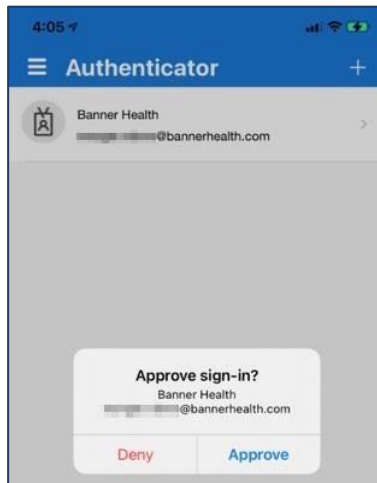 4:05
Authenticator
Banner Health
@bannerhealth.com
Approve sign-in?
Banner Health
@bannerhealth.com
Deny
Approve